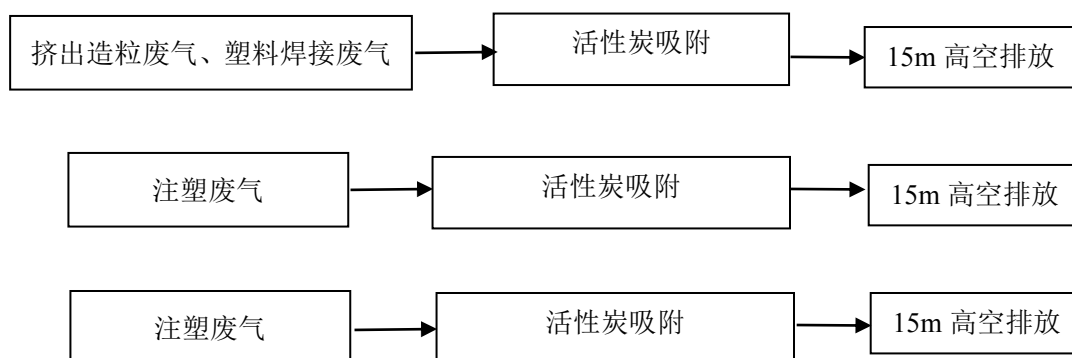 挤出造粒废气、塑料焊接废气
活性炭吸附
15m 高空排放
注塑废气
活性炭吸附
15m 高空排放
注塑废气
活性炭吸附
15m 高空排放